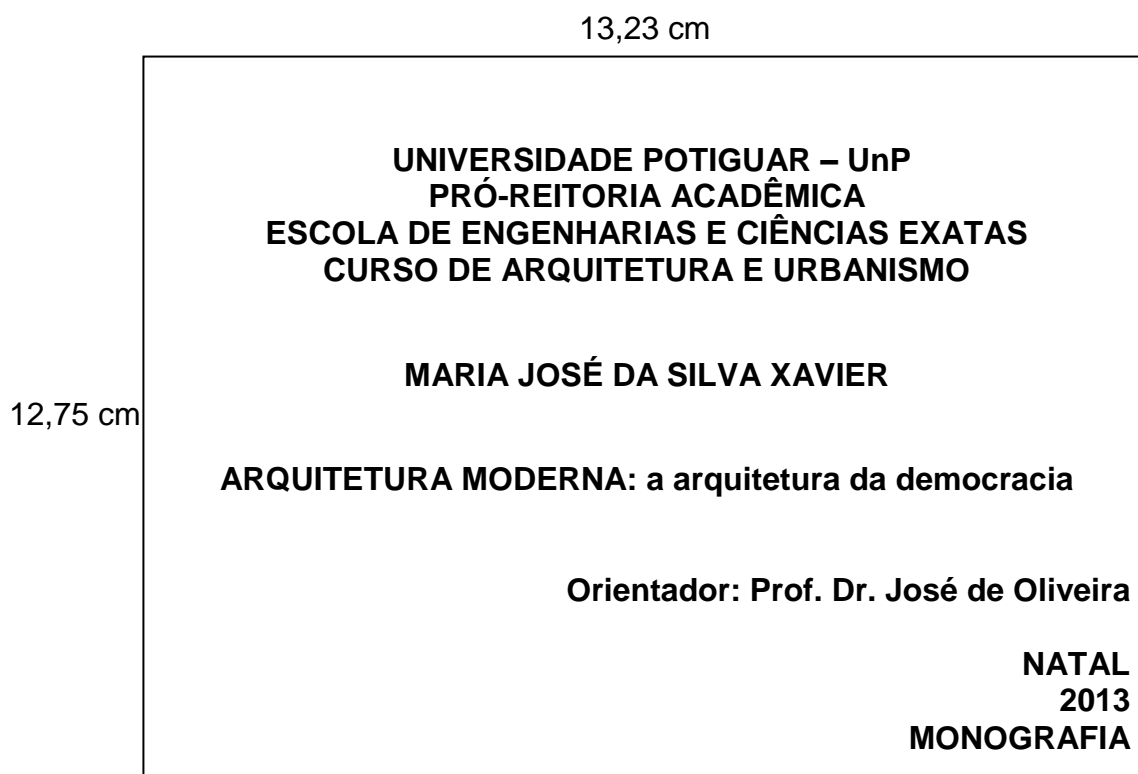 13,23 cm
UNIVERSIDADE POTIGUAR – UnP
PRÓ-REITORIA ACADÊMICA
ESCOLA DE ENGENHARIAS E CIÊNCIAS EXATAS
CURSO DE ARQUITETURA E URBANISMO
MARIA JOSÉ DA SILVA XAVIER
12,75 cm
ARQUITETURA MODERNA: a arquitetura da democracia
Orientador: Prof. Dr. José de Oliveira
NATAL
2013
MONOGRAFIA